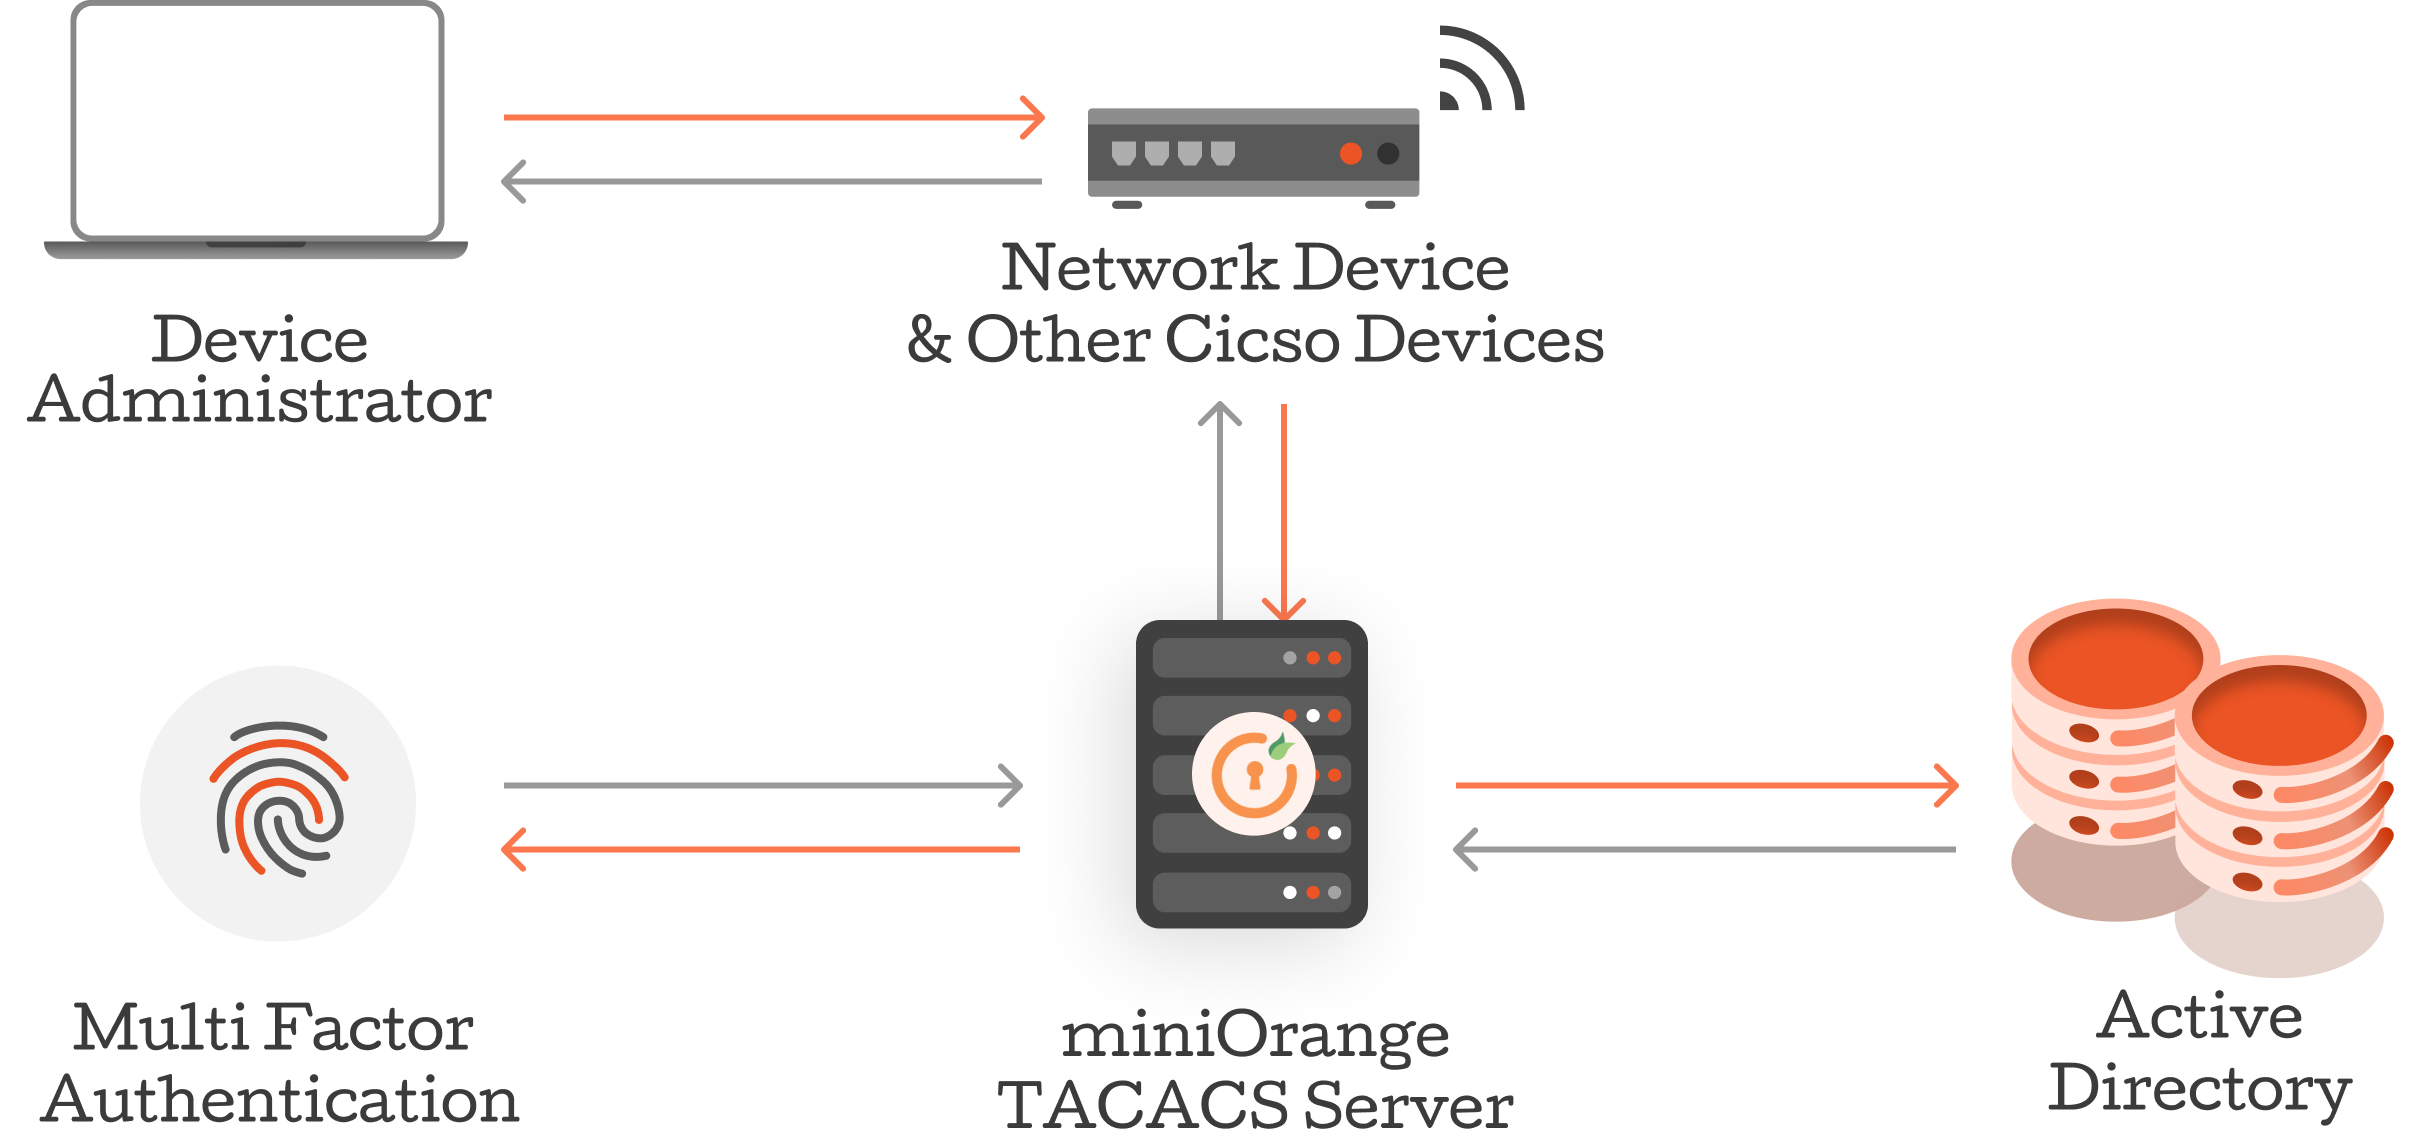 Network Device
& Other Cicso Devices
Device
Administrator
Multi Factor
Authentication
miniOrange
TACACS Server
Active
Directory